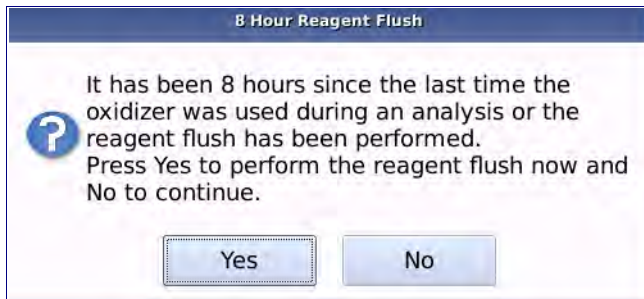 8 Hour Reagent Flush
It has been 8 hours since the last time the
oxidizer was used during an analysis or the
reagent flush has been performed.
Press Yes to perform the reagent flush now and
No to continue.
Yes
No